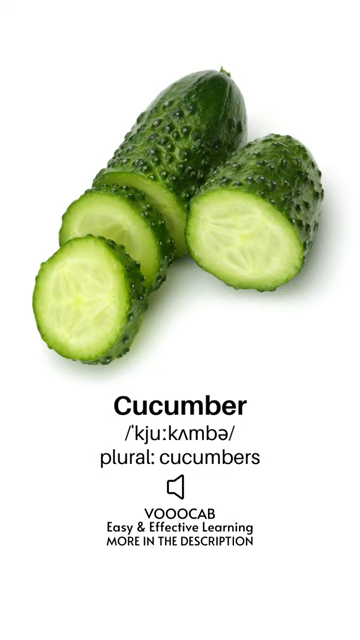 Cucumber
/ˈkjuːkʌmbə/
plural: cucumbers
VOOOCAB
Easy & Effective Learning
MORE IN THE DESCRIPTION